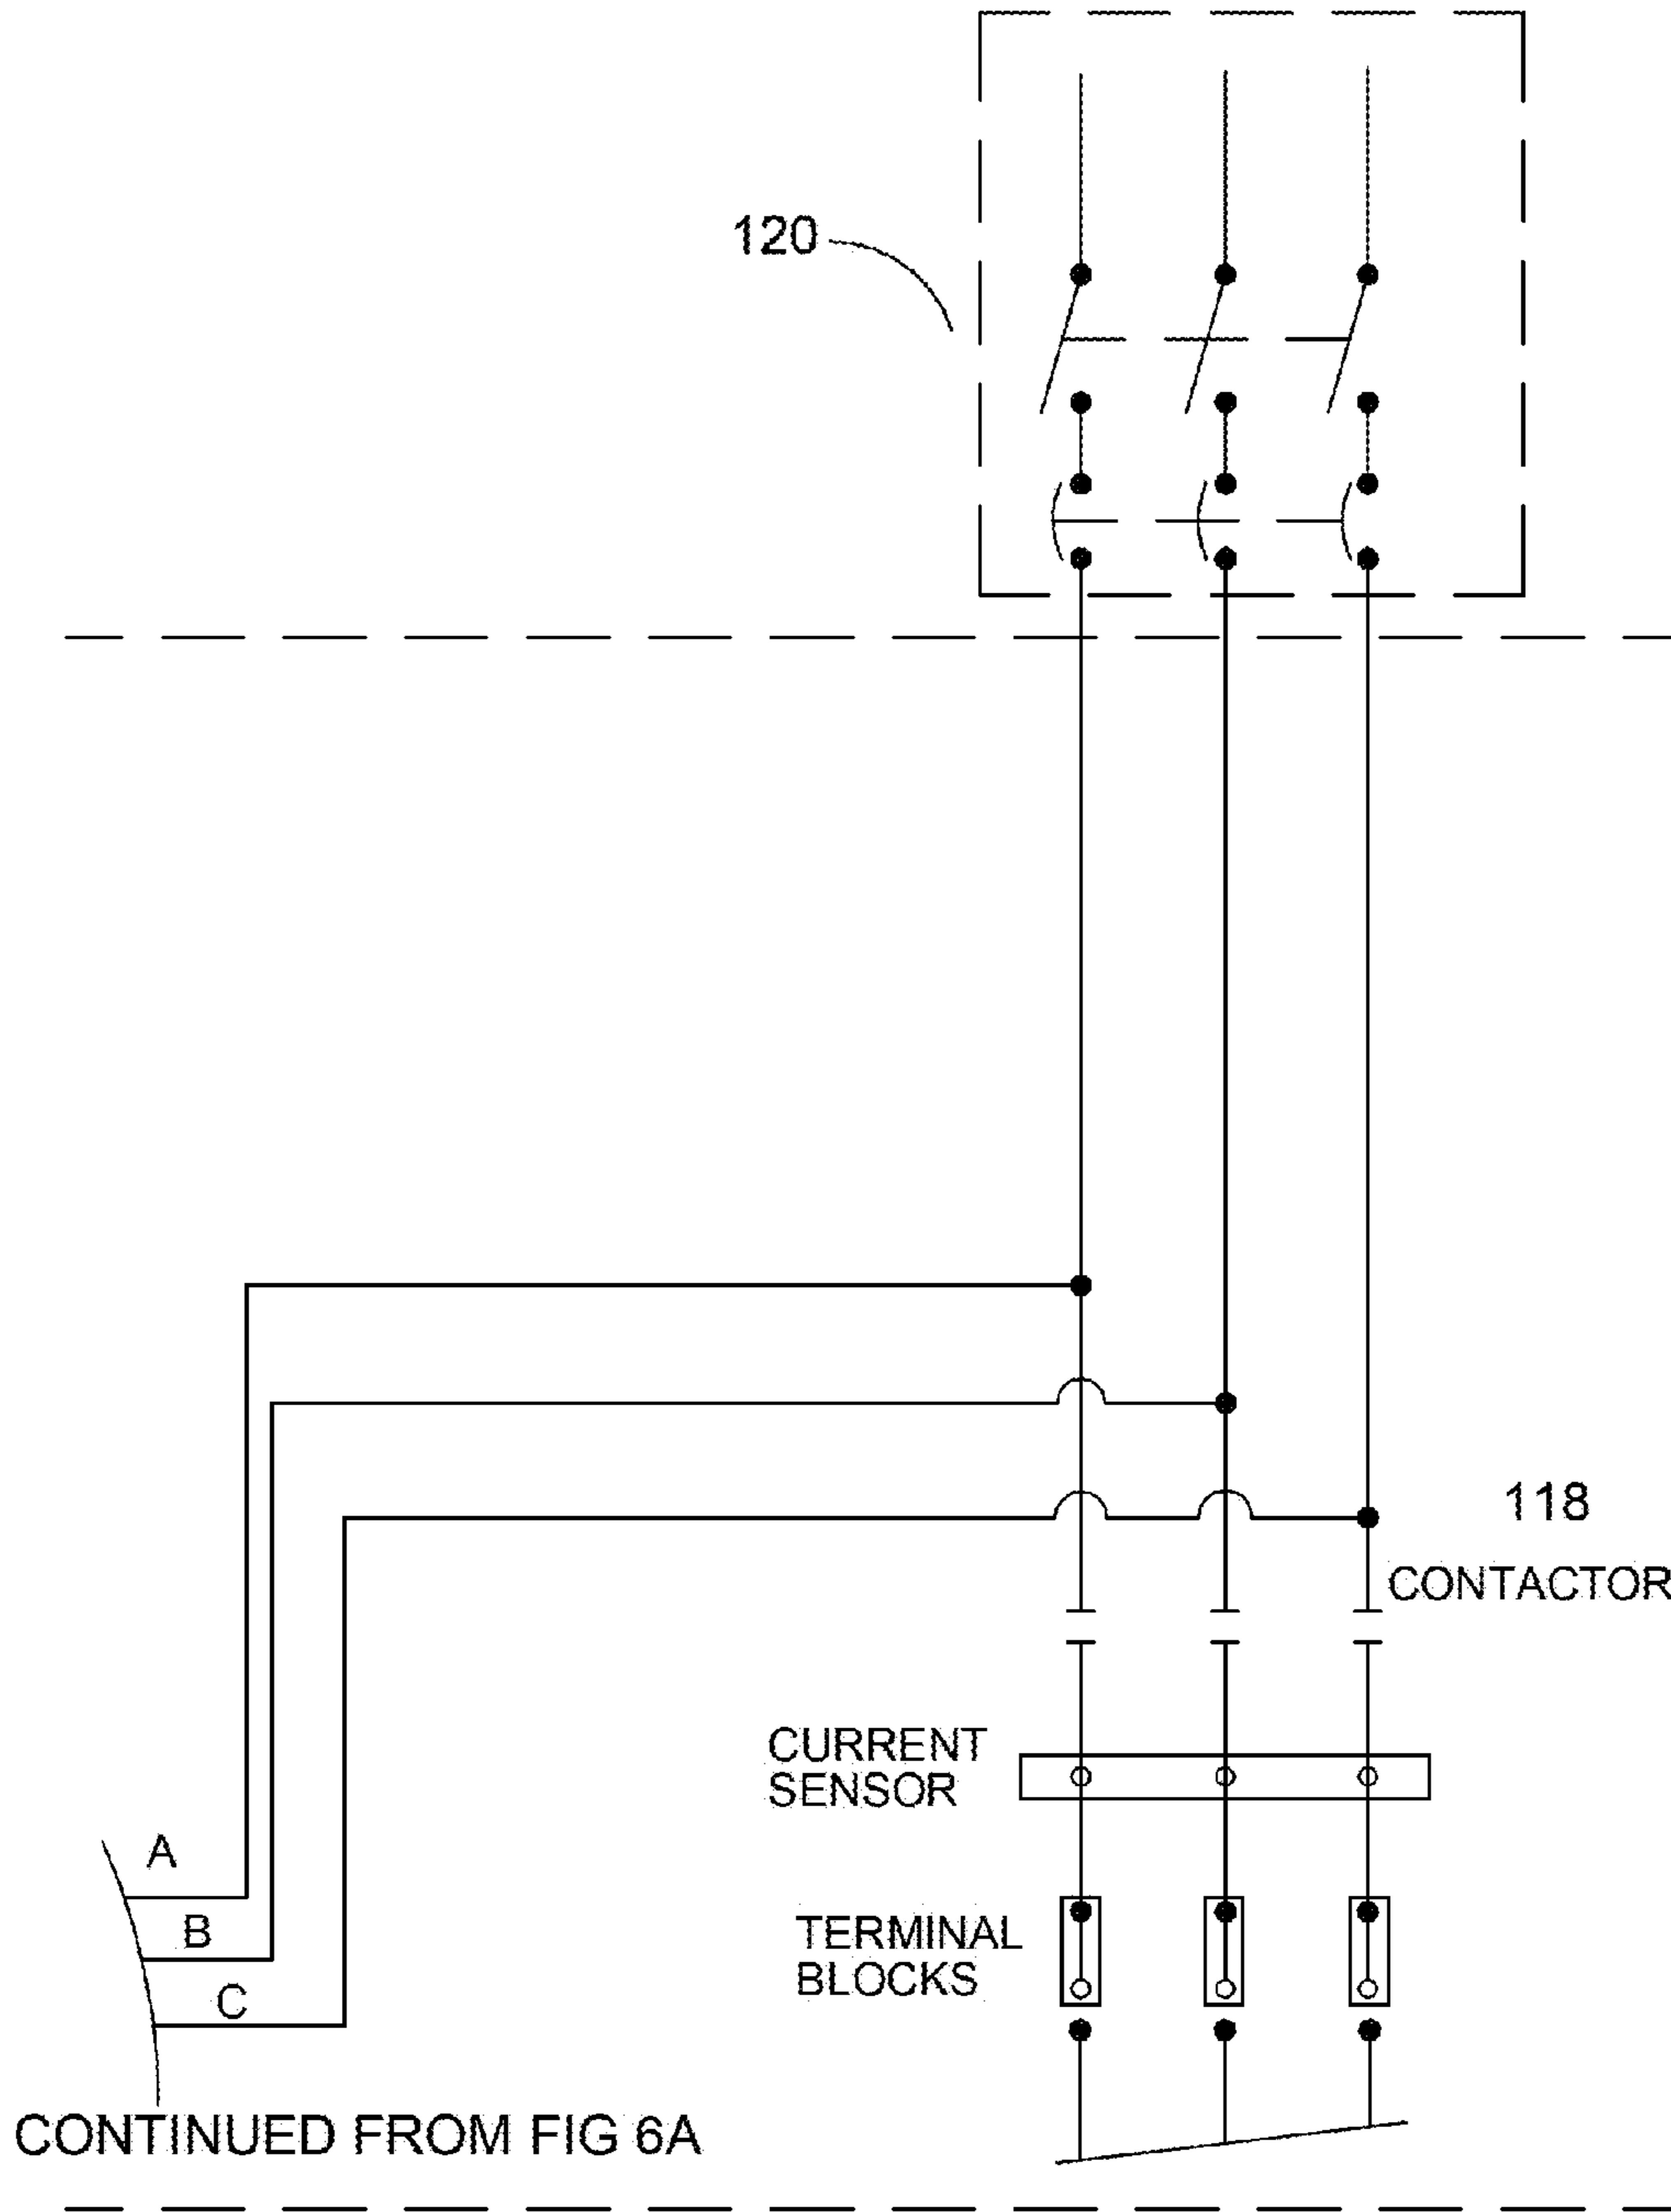 120
118
CONTACTOR
CURRENT
SENSOR
A
TERMINAL
BLOCKS
B
C
CONTINUED FROM FIG 6A